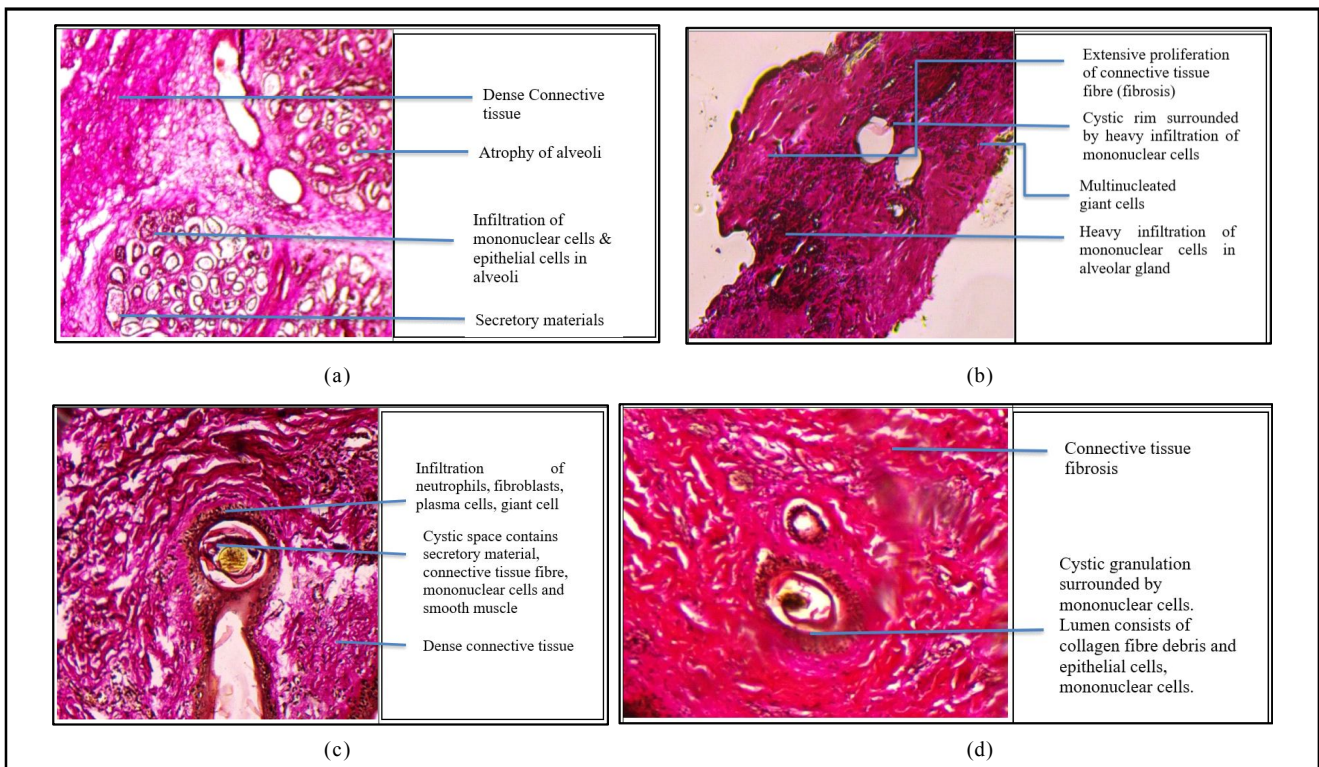 Dense Connective
tissue
Atrophy of alveoli
Infiltration of
mononuclear cells &
epithelial cells in
alveoli
Secretory materials
(a)
Extensive proliferation
of connective tissue
fibre (fibrosis)
Cystic rim surrounded
by heavy infiltration of
mononuclear cells
Multinucleated
giant cells
Heavy infiltration of
mononuclear cells in
alveolar gland
(b)
Infiltration of
neutrophils, fibroblasts,
plasma cells, giant cell
Cystic space contains
secretory material,
connective tissue fibre,
mononuclear cells and
smooth muscle
Dense connective tissue
(c)
Connective tissue
fibrosis
Cystic granulation
surrounded by
mononuclear cells.
Lumen consists of
collagen fibre debris and
epithelial cells,
mononuclear cells.
(d)